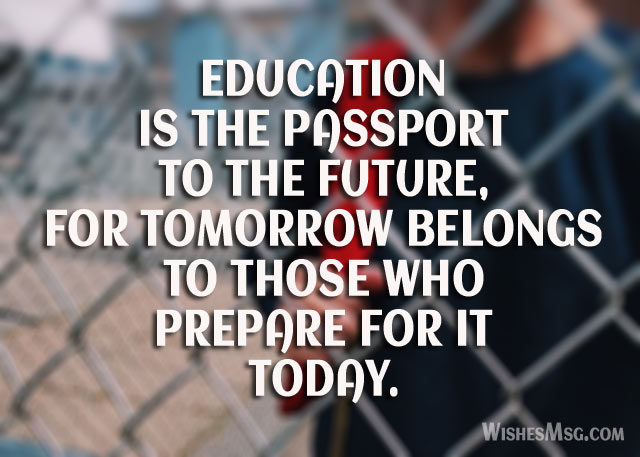 EDUCATION
IS THE PASSPORT
TO THE FUTURE,
FOR TOMORROW BELONGS
TO THOSE WHO
PREPARE FOR IT
TODAY.
WISHESMSG.COM